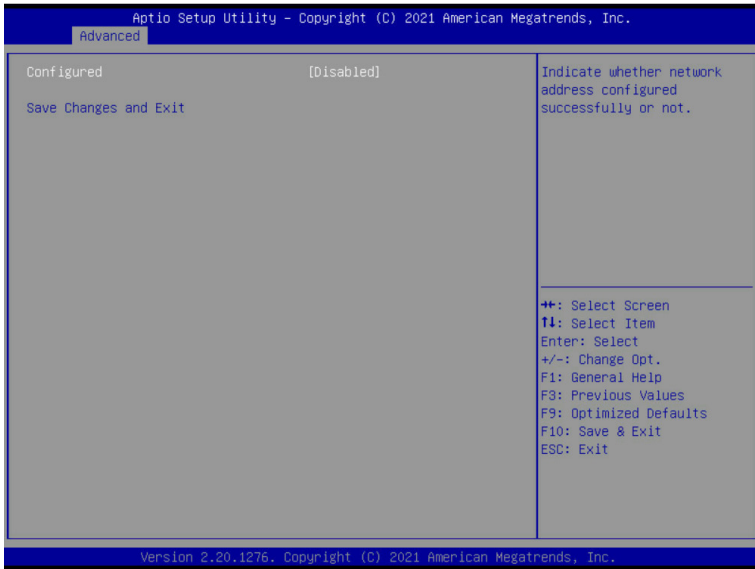 Aptio Setup Utility – Copyright (C) 2021 American Megatrends, Inc.
Advanced
Configured [Disabled]
Save Changes and Exit
Indicate whether network
address configured
successfully or not.
→←: Select Screen
↑↓: Select Item
Enter: Select
+/-: Change Opt.
F1: General Help
F3: Previous Values
F9: Optimized Defaults
F10: Save & Exit
ESC: Exit
Version 2.20.1276. Copyright (C) 2021 American Megatrends, Inc.